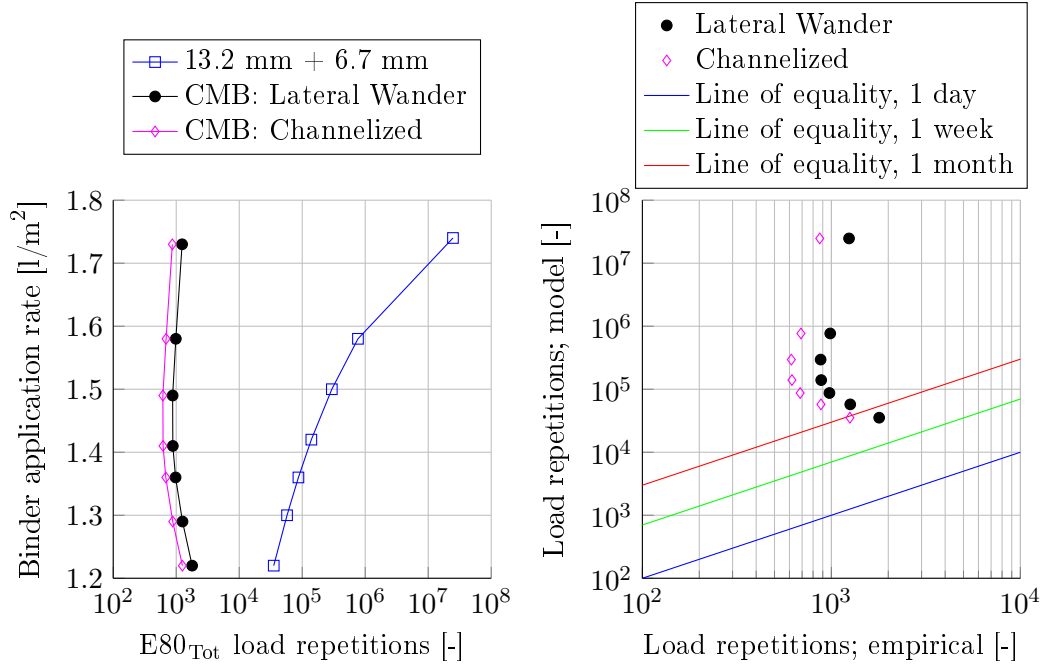 13.2 mm + 6.7 mm
CMB: Lateral Wander
CMB: Channelized
1.8
1.7
1.6
1.5
1.4
1.3
1.2
Binder application rate [l/m²]
10² 10³ 10⁴ 10⁵ 10⁶ 10⁷ 10⁸
E80Tot load repetitions [-]
Lateral Wander
Channelized
Line of equality, 1 day
Line of equality, 1 week
Line of equality, 1 month
10⁸
10⁷
10⁶
10⁵
10⁴
10³
10²
Load repetitions; model [-]
10² 10³ 10⁴
Load repetitions; empirical [-]